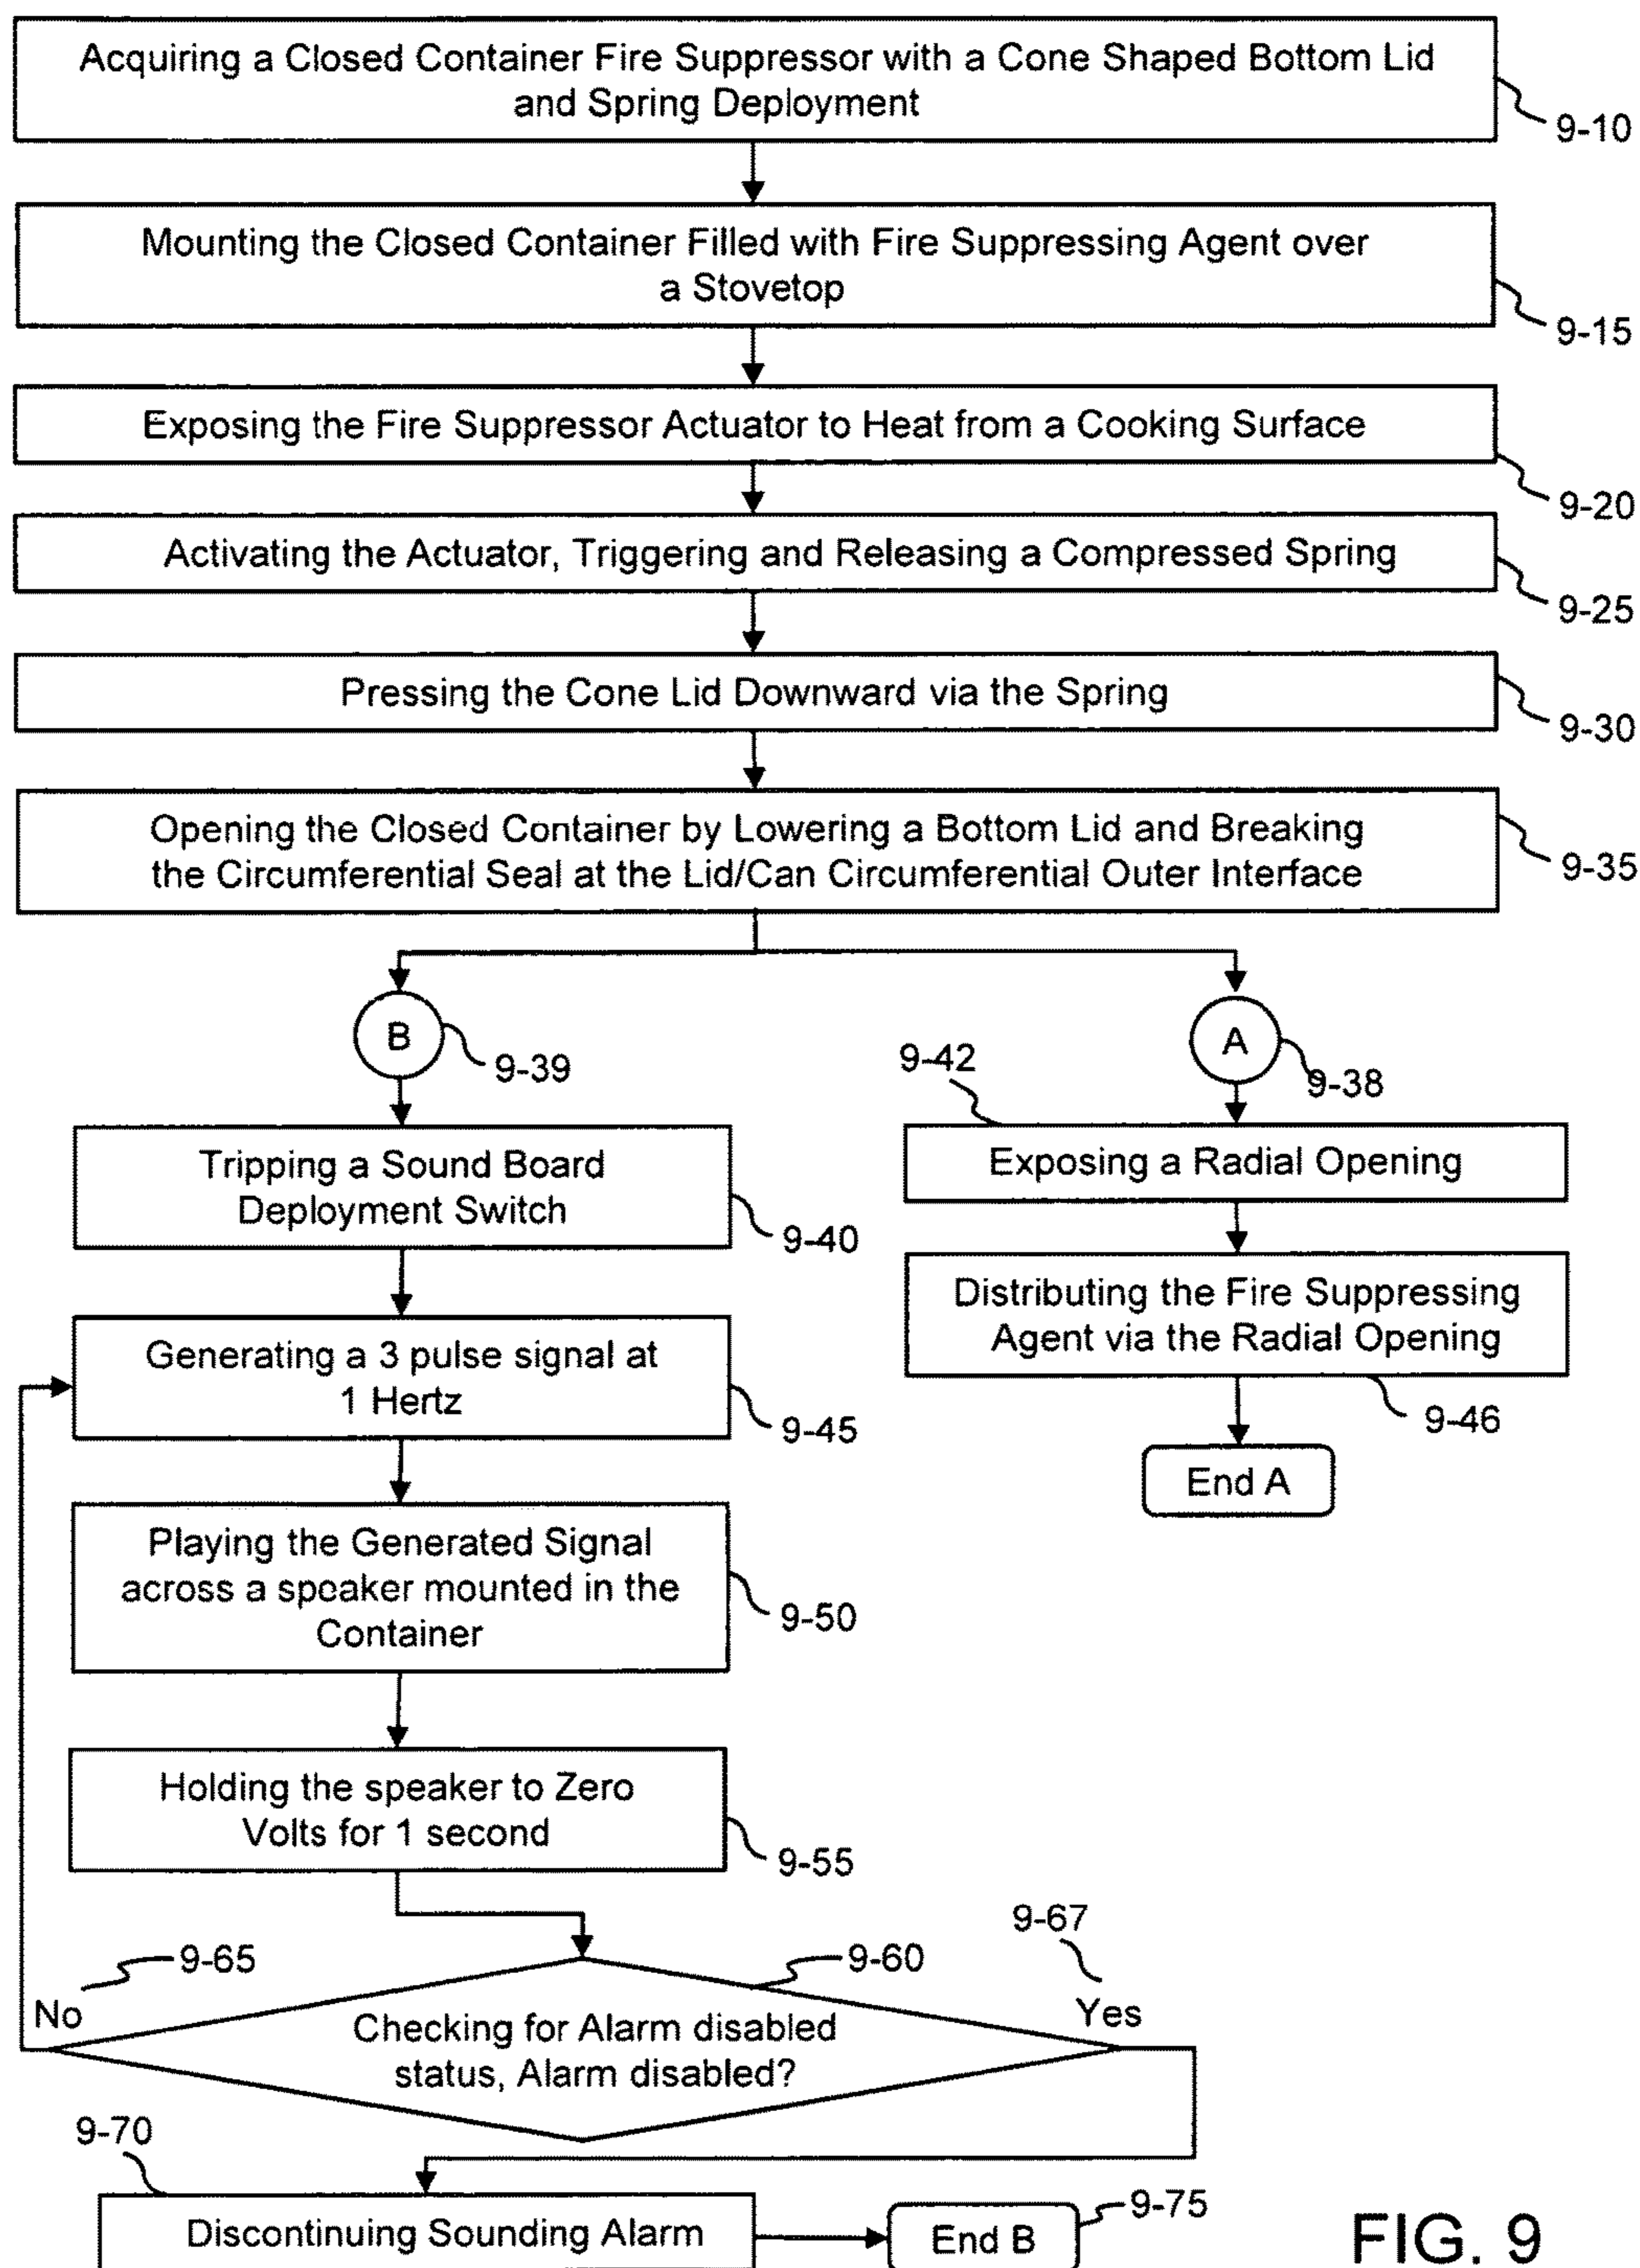 Acquiring a Closed Container Fire Suppressor with a Cone Shaped Bottom Lid
and Spring Deployment
9-10
Mounting the Closed Container Filled with Fire Suppressing Agent over
a Stovetop
9-15
Exposing the Fire Suppressor Actuator to Heat from a Cooking Surface
9-20
Activating the Actuator, Triggering and Releasing a Compressed Spring
9-25
Pressing the Cone Lid Downward via the Spring
9-30
Opening the Closed Container by Lowering a Bottom Lid and Breaking
the Circumferential Seal at the Lid/Can Circumferential Outer Interface
9-35
B
9-39
A
9-38
9-42
Exposing a Radial Opening
Distributing the Fire Suppressing
Agent via the Radial Opening
9-46
End A
Tripping a Sound Board
Deployment Switch
9-40
Generating a 3 pulse signal at
1 Hertz
9-45
Playing the Generated Signal
across a speaker mounted in the
Container
9-50
Holding the speaker to Zero
Volts for 1 second
9-55
9-65
No
9-60
9-67
Yes
Checking for Alarm disabled
status, Alarm disabled?
9-70
Discontinuing Sounding Alarm
End B
9-75
FIG. 9